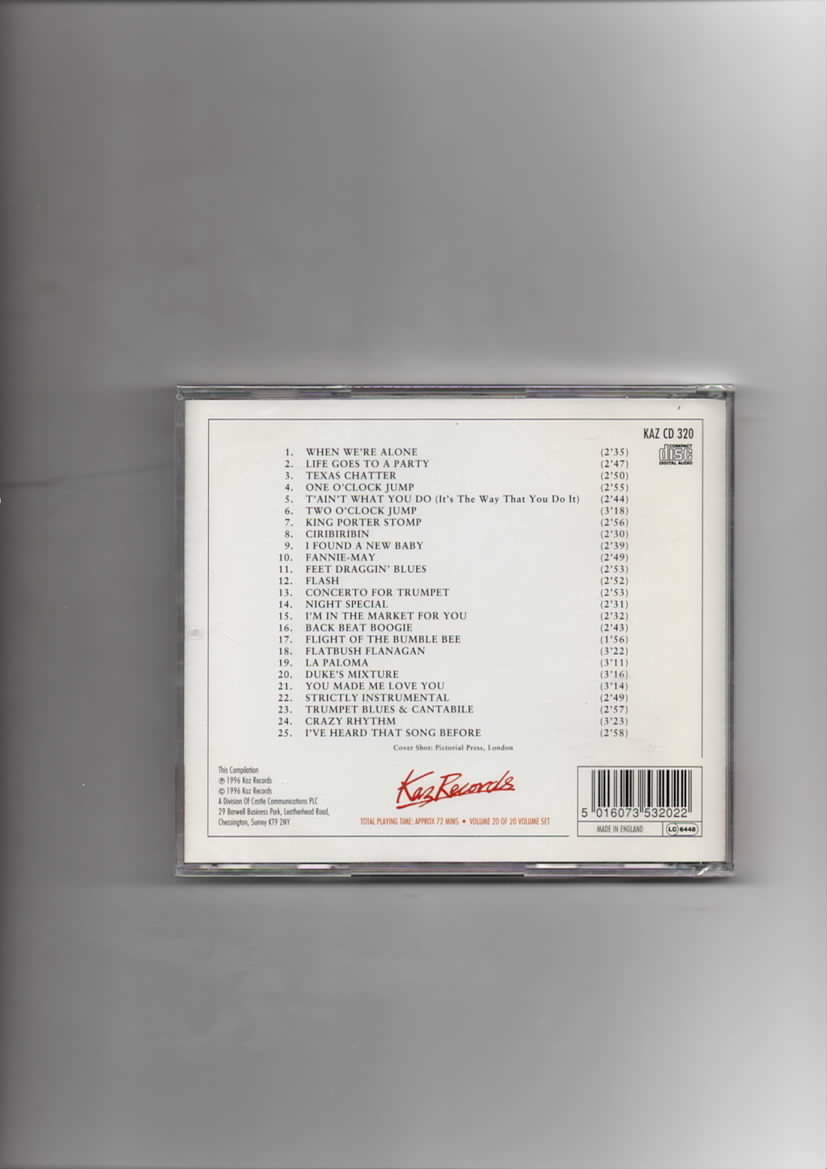 KAZ CD 320
COMPACT
disc
DIGITAL AUDIO
1. WHEN WE'RE ALONE (2'35)
2. LIFE GOES TO A PARTY (2'47)
3. TEXAS CHATTER (2'50)
4. ONE O'CLOCK JUMP (2'55)
5. T'AIN'T WHAT YOU DO (It's The Way That You Do It) (2'44)
6. TWO O'CLOCK JUMP (3'18)
7. KING PORTER STOMP (2'56)
8. CIRIBIRIBIN (2'30)
9. I FOUND A NEW BABY (2'39)
10. FANNIE-MAY (2'49)
11. FEET DRAGGIN' BLUES (2'53)
12. FLASH (2'52)
13. CONCERTO FOR TRUMPET (2'53)
14. NIGHT SPECIAL (2'31)
15. I'M IN THE MARKET FOR YOU (2'32)
16. BACK BEAT BOOGIE (2'43)
17. FLIGHT OF THE BUMBLE BEE (1'56)
18. FLATBUSH FLANAGAN (3'22)
19. LA PALOMA (3'11)
20. DUKE'S MIXTURE (3'16)
21. YOU MADE ME LOVE YOU (3'14)
22. STRICTLY INSTRUMENTAL (2'49)
23. TRUMPET BLUES & CANTABILE (2'57)
24. CRAZY RHYTHM (3'23)
25. I'VE HEARD THAT SONG BEFORE (2'58)
Cover Shot: Pictorial Press, London
This Compilation
℗ 1996 Kaz Records
© 1996 Kaz Records
A Division Of Castle Communications PLC
29 Barwell Business Park, Leatherhead Road,
Chessington, Surrey KT9 2NY
Kaz Records
TOTAL PLAYING TIME: APPROX 72 MINS • VOLUME 20 OF 20 VOLUME SET
5 016073 532022
MADE IN ENGLAND
LC 6448